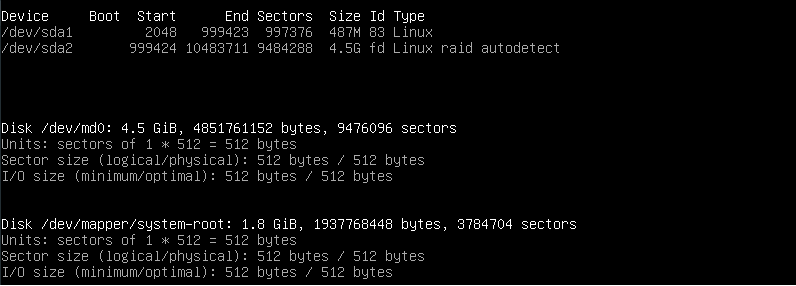 Device     Boot  Start      End Sectors  Size Id Type
/dev/sda1         2048   999423  997376  487M 83 Linux
/dev/sda2       999424 10483711 9484288  4.5G fd Linux raid autodetect
Disk /dev/md0: 4.5 GiB, 4851761152 bytes, 9476096 sectors
Units: sectors of 1 * 512 = 512 bytes
Sector size (logical/physical): 512 bytes / 512 bytes
I/O size (minimum/optimal): 512 bytes / 512 bytes
Disk /dev/mapper/system-root: 1.8 GiB, 1937768448 bytes, 3784704 sectors
Units: sectors of 1 * 512 = 512 bytes
Sector size (logical/physical): 512 bytes / 512 bytes
I/O size (minimum/optimal): 512 bytes / 512 bytes